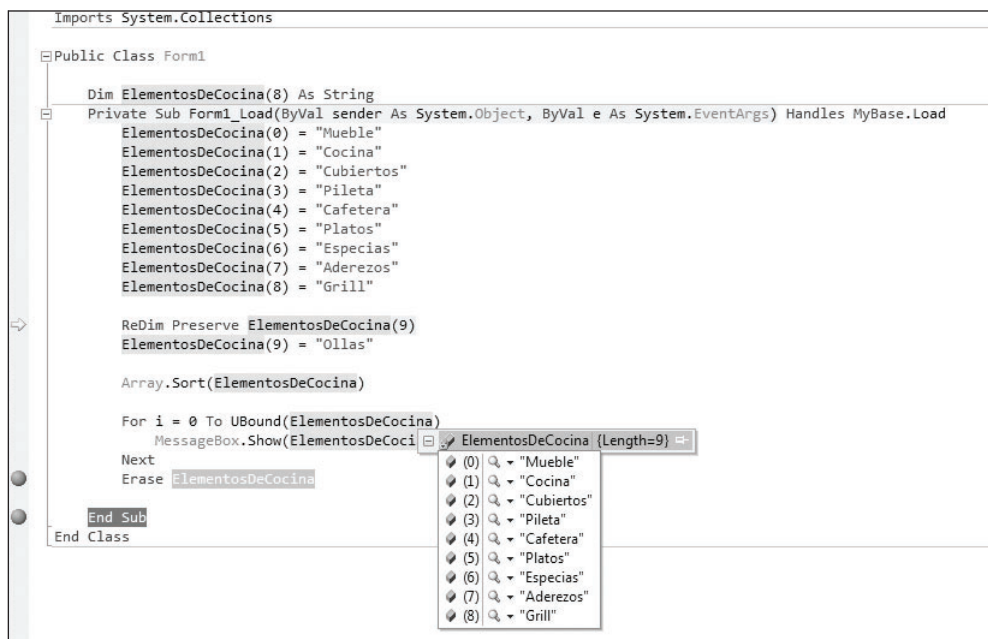 Imports System.Collections
Public Class Form1
Dim ElementosDeCocina(8) As String
Private Sub Form1_Load(ByVal sender As System.Object, ByVal e As System.EventArgs) Handles MyBase.Load
ElementosDeCocina(0) = "Mueble"
ElementosDeCocina(1) = "Cocina"
ElementosDeCocina(2) = "Cubiertos"
ElementosDeCocina(3) = "Pileta"
ElementosDeCocina(4) = "Cafetera"
ElementosDeCocina(5) = "Platos"
ElementosDeCocina(6) = "Especias"
ElementosDeCocina(7) = "Aderezos"
ElementosDeCocina(8) = "Grill"
ReDim Preserve ElementosDeCocina(9)
ElementosDeCocina(9) = "Ollas"
Array.Sort(ElementosDeCocina)
For i = 0 To UBound(ElementosDeCocina)
MessageBox.Show(ElementosDeCoci
Next
Erase ElementosDeCocina
End Sub
End Class
ElementosDeCocina {Length=9}
(0) "Mueble"
(1) "Cocina"
(2) "Cubiertos"
(3) "Pileta"
(4) "Cafetera"
(5) "Platos"
(6) "Especias"
(7) "Aderezos"
(8) "Grill"